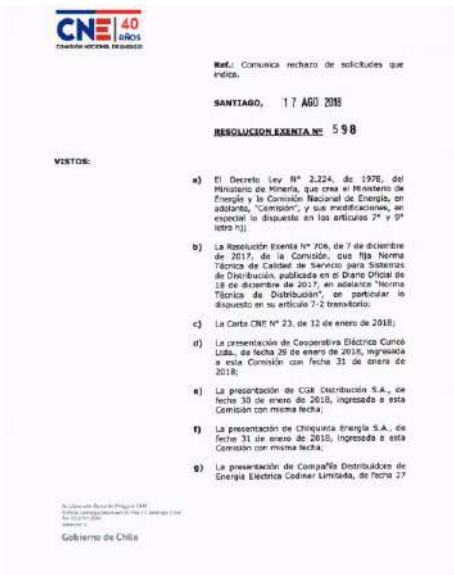 CNE 40
AÑOS
COMISIÓN NACIONAL DE ENERGÍA
Ref.: Comunica rechazo de solicitudes que
indica.
SANTIAGO, 17 AGO 2018
RESOLUCION EXENTA Nº 598
VISTOS:
a) El Decreto Ley Nº 2.224, de 1978, del
Ministerio de Minería, que crea el Ministerio de
Energía y la Comisión Nacional de Energía, en
adelante, "Comisión", y sus modificaciones, en
especial lo dispuesto en los artículos 7º y 9º
letra h);
b) La Resolución Exenta Nº 706, de 7 de diciembre
de 2017, de la Comisión, que fija Norma
Técnica de Calidad de Servicio para Sistemas
de Distribución, publicada en el Diario Oficial de
18 de diciembre de 2017, en adelante "Norma
Técnica de Distribución", en particular lo
dispuesto en su artículo 7-2 transitorio;
c) La Carta CNE Nº 23, de 12 de enero de 2018;
d) La presentación de Cooperativa Eléctrica Curicó
Ltda., de fecha 29 de enero de 2018, ingresada
a esta Comisión con fecha 31 de enero de
2018;
e) La presentación de CGE Distribución S.A., de
fecha 30 de enero de 2018, ingresada a esta
Comisión con misma fecha;
f) La presentación de Chilquinta Energía S.A., de
fecha 31 de enero de 2018, ingresada a esta
Comisión con misma fecha;
g) La presentación de Compañía Distribuidora de
Energía Eléctrica Codiner Limitada, de fecha 27
Gobierno de Chile